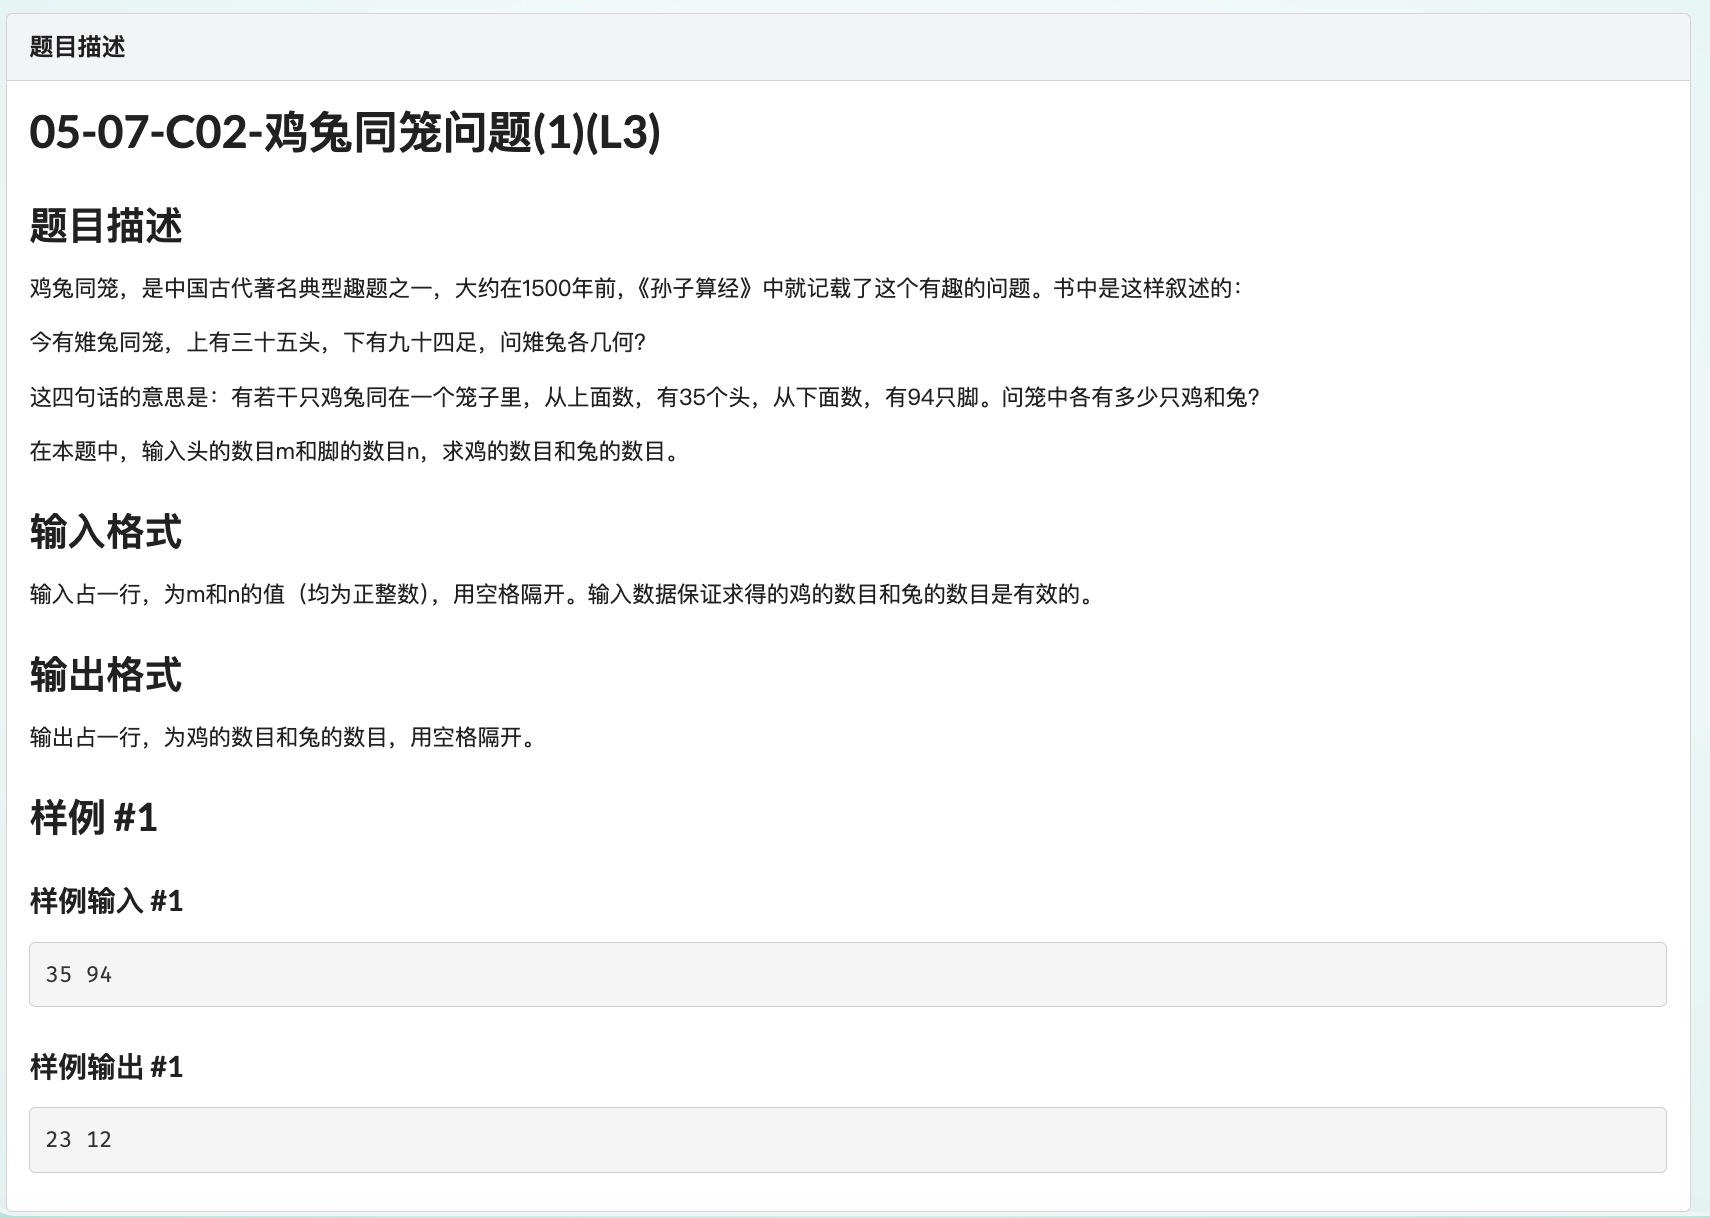 题目描述
05-07-C02-鸡兔同笼问题(1)(L3)
题目描述
鸡兔同笼，是中国古代著名典型趣题之一，大约在1500年前，《孙子算经》中就记载了这个有趣的问题。书中是这样叙述的：
今有雉兔同笼，上有三十五头，下有九十四足，问雉兔各几何？
这四句话的意思是：有若干只鸡兔同在一个笼子里，从上面数，有35个头，从下面数，有94只脚。问笼中各有多少只鸡和兔？
在本题中，输入头的数目m和脚的数目n，求鸡的数目和兔的数目。
输入格式
输入占一行，为m和n的值（均为正整数），用空格隔开。输入数据保证求得的鸡的数目和兔的数目是有效的。
输出格式
输出占一行，为鸡的数目和兔的数目，用空格隔开。
样例 #1
样例输入 #1
35 94
样例输出 #1
23 12